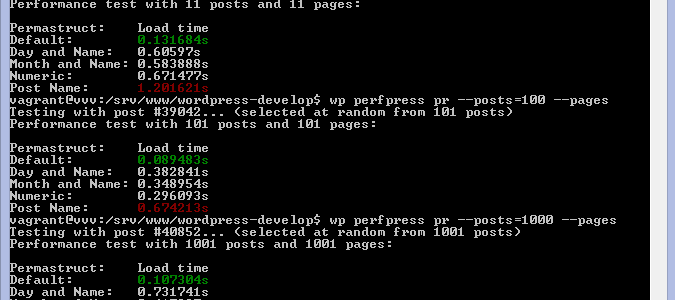 Performance test with 11 posts and 11 pages:
Permastruct: Load time
Default: 0.131684s
Day and Name: 0.60597s
Month and Name: 0.583888s
Numeric: 0.671477s
Post Name: 1.201621s
vagrant@vvv:/srv/www/wordpress-develop$ wp perfpress pr --posts=100 --pages
Testing with post #39042... (selected at random from 101 posts)
Performance test with 101 posts and 101 pages:
Permastruct: Load time
Default: 0.089483s
Day and Name: 0.382841s
Month and Name: 0.348954s
Numeric: 0.296093s
Post Name: 0.674213s
vagrant@vvv:/srv/www/wordpress-develop$ wp perfpress pr --posts=1000 --pages
Testing with post #40852... (selected at random from 1001 posts)
Performance test with 1001 posts and 1001 pages:
Permastruct: Load time
Default: 0.107304s
Day and Name: 0.731741s